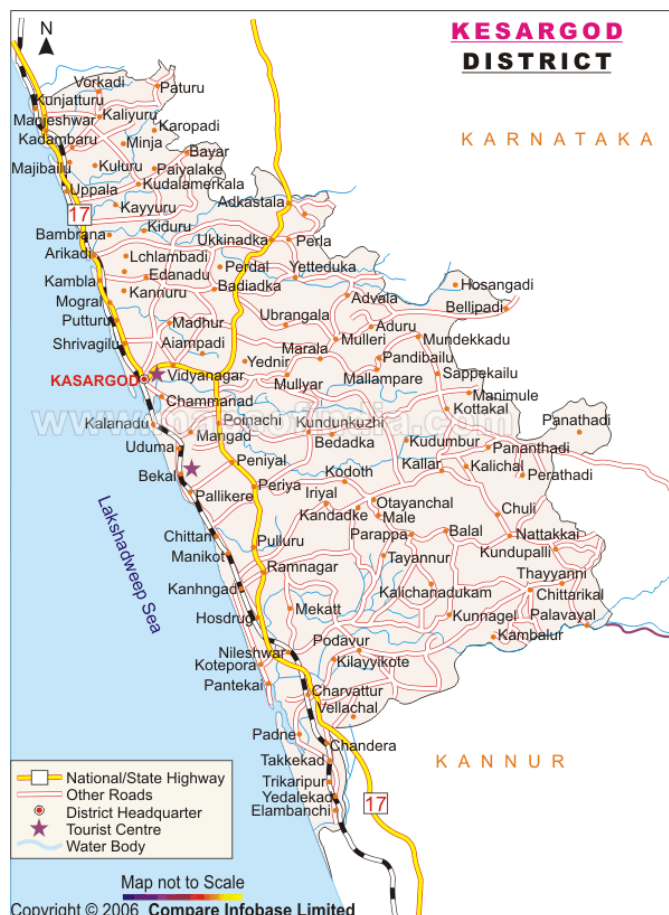 KESARGOD
DISTRICT
N
KARNATAKA
Vorkadi
Paturu
Kunjatturu
Manjeshwar
Kaliyuru
Karopadi
Kadambaru
Minja
Bayar
Majibailu
Kuluru
Paiyalake
Uppala
Kudalamerkala
Kayyuru
Adkastala
17
Bambrana
Kiduru
Ukkinadka
Perla
Arikadi
Lchlambadi
Perdal
Yetteduka
Kambla
Edanadu
Badiadka
Hosangadi
Kannuru
Advala
Mogral
Bellipadi
Putturu
Madhur
Ubrangala
Aduru
Shrivagilu
Aiampadi
Mulleri
Mundekkadu
Yednir
Marala
Pandibailu
KASARGOD
Vidyanagar
Mullyar
Mallampare
Sappekailu
Chammanad
Manimule
Kottakal
www.mapsofindia.com
Kalanadu
Mangad
Poinachi
Kundunkuzhi
Panathadi
Uduma
Bedadka
Kudumbur
Pananthadi
Bekal
Peniyal
Kodoth
Kallar
Kalichal
Perathadi
Pallikere
Periya
Iriyal
Otayanchal
Kandadke
Male
Chuli
Lakshadweep Sea
Chittari
Parappa
Balal
Nattakkal
Manikot
Pulluru
Tayannur
Kundupalli
Ramnagar
Thayyanni
Kanhngad
Kalichanadukam
Chittarikal
Hosdrug
Mekatt
Kunnagel
Palavayal
Podavur
Kambalur
Nileshwar
Kilayyikote
Kotepora
Pantekai
Charvattur
Vellachal
Padne
Chandera
KANNUR
Takkekad
Trikaripur
Yedalekad
17
Elambanchi
National/State Highway
Other Roads
District Headquarter
Tourist Centre
Water Body
Map not to Scale
Copyright © 2006 Compare Infobase Limited